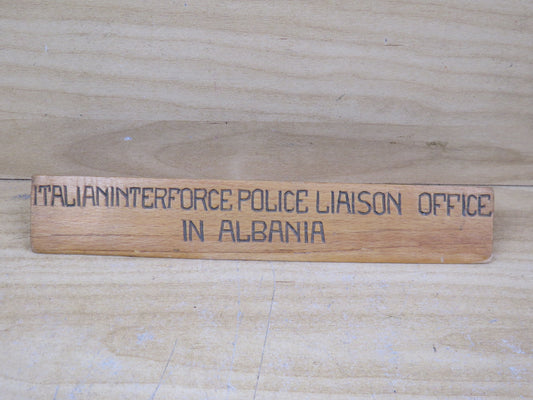 ITALIANINTERFORCE POLICE LIAISON OFFICE
IN ALBANIA